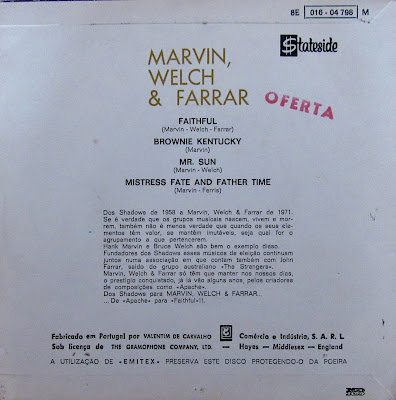 8E 016 - 04 798 M
Stateside
MARVIN,
WELCH
& FARRAR
OFERTA
FAITHFUL
(Marvin - Welch - Farrar)
BROWNIE KENTUCKY
(Marvin)
MR. SUN
(Marvin - Welch)
MISTRESS FATE AND FATHER TIME
(Marvin - Ferris)
Dos Shadows de 1958 a Marvin, Welch & Farrar de 1971.
Se é verdade que os grupos musicais nascem, vivem e mor-
rem, também não é menos verdade que quando os seus ele-
mentos têm valor, se mantém imutáveis, seja qual for o
agrupamento a que pertencerem.
Hank Marvin e Bruce Welch são bem o exemplo disso.
Fundadores dos Shadows esses músicos de eleição continuam
juntos numa associação em que contam também com John
Farrar, saído do grupo australiano «The Strangers».
Marvin, Welch & Farrar só têm que manter nos nossos dias,
o prestígio conquistado, já lá vão alguns anos, pelos criadores
de composições como «Apache».
Dos Shadows para MARVIN, WELCH & FARRAR...
... De «Apache» para «Faithful»!!.
Fabricado em Portugal por VALENTIM DE CARVALHO Comércio e Indústria, S. A. R. L.
Sob licença de THE GRAMOPHONE COMPANY, LTD. — Hayes — Middlesex — England
A UTILIZAÇÃO DE «EMITEX» PRESERVA ESTE DISCO PROTEGENDO-O DA POEIRA